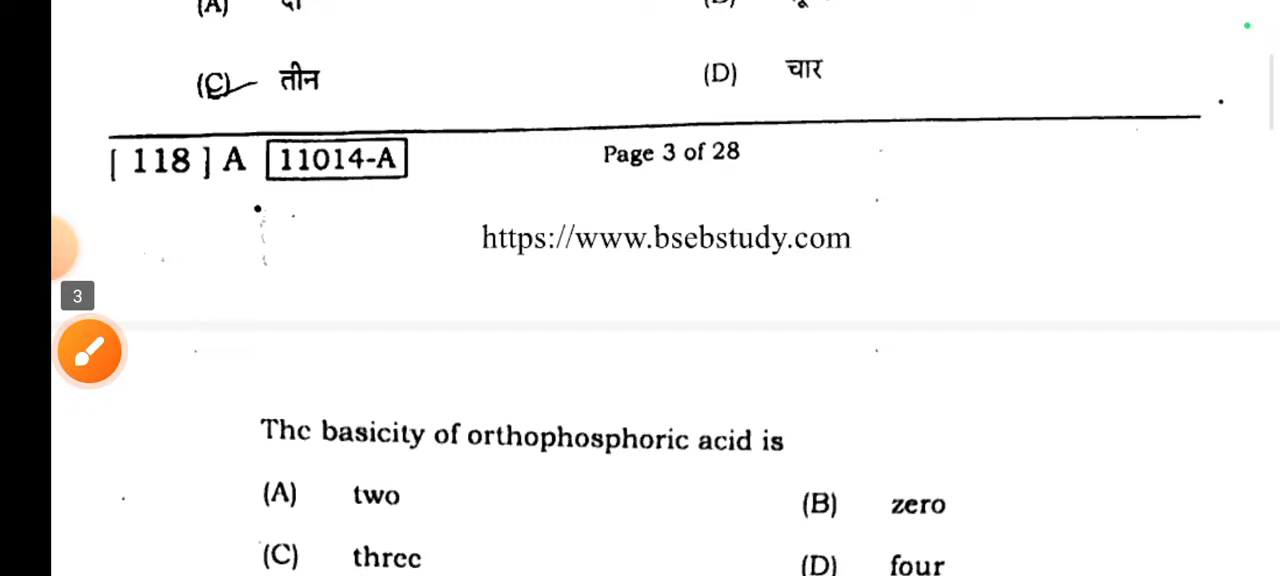 (C) तीन (D) चार
[ 118 ] A 11014-A Page 3 of 28
https://www.bsebstudy.com
3
The basicity of orthophosphoric acid is
(A) two (B) zero
(C) three (D) four